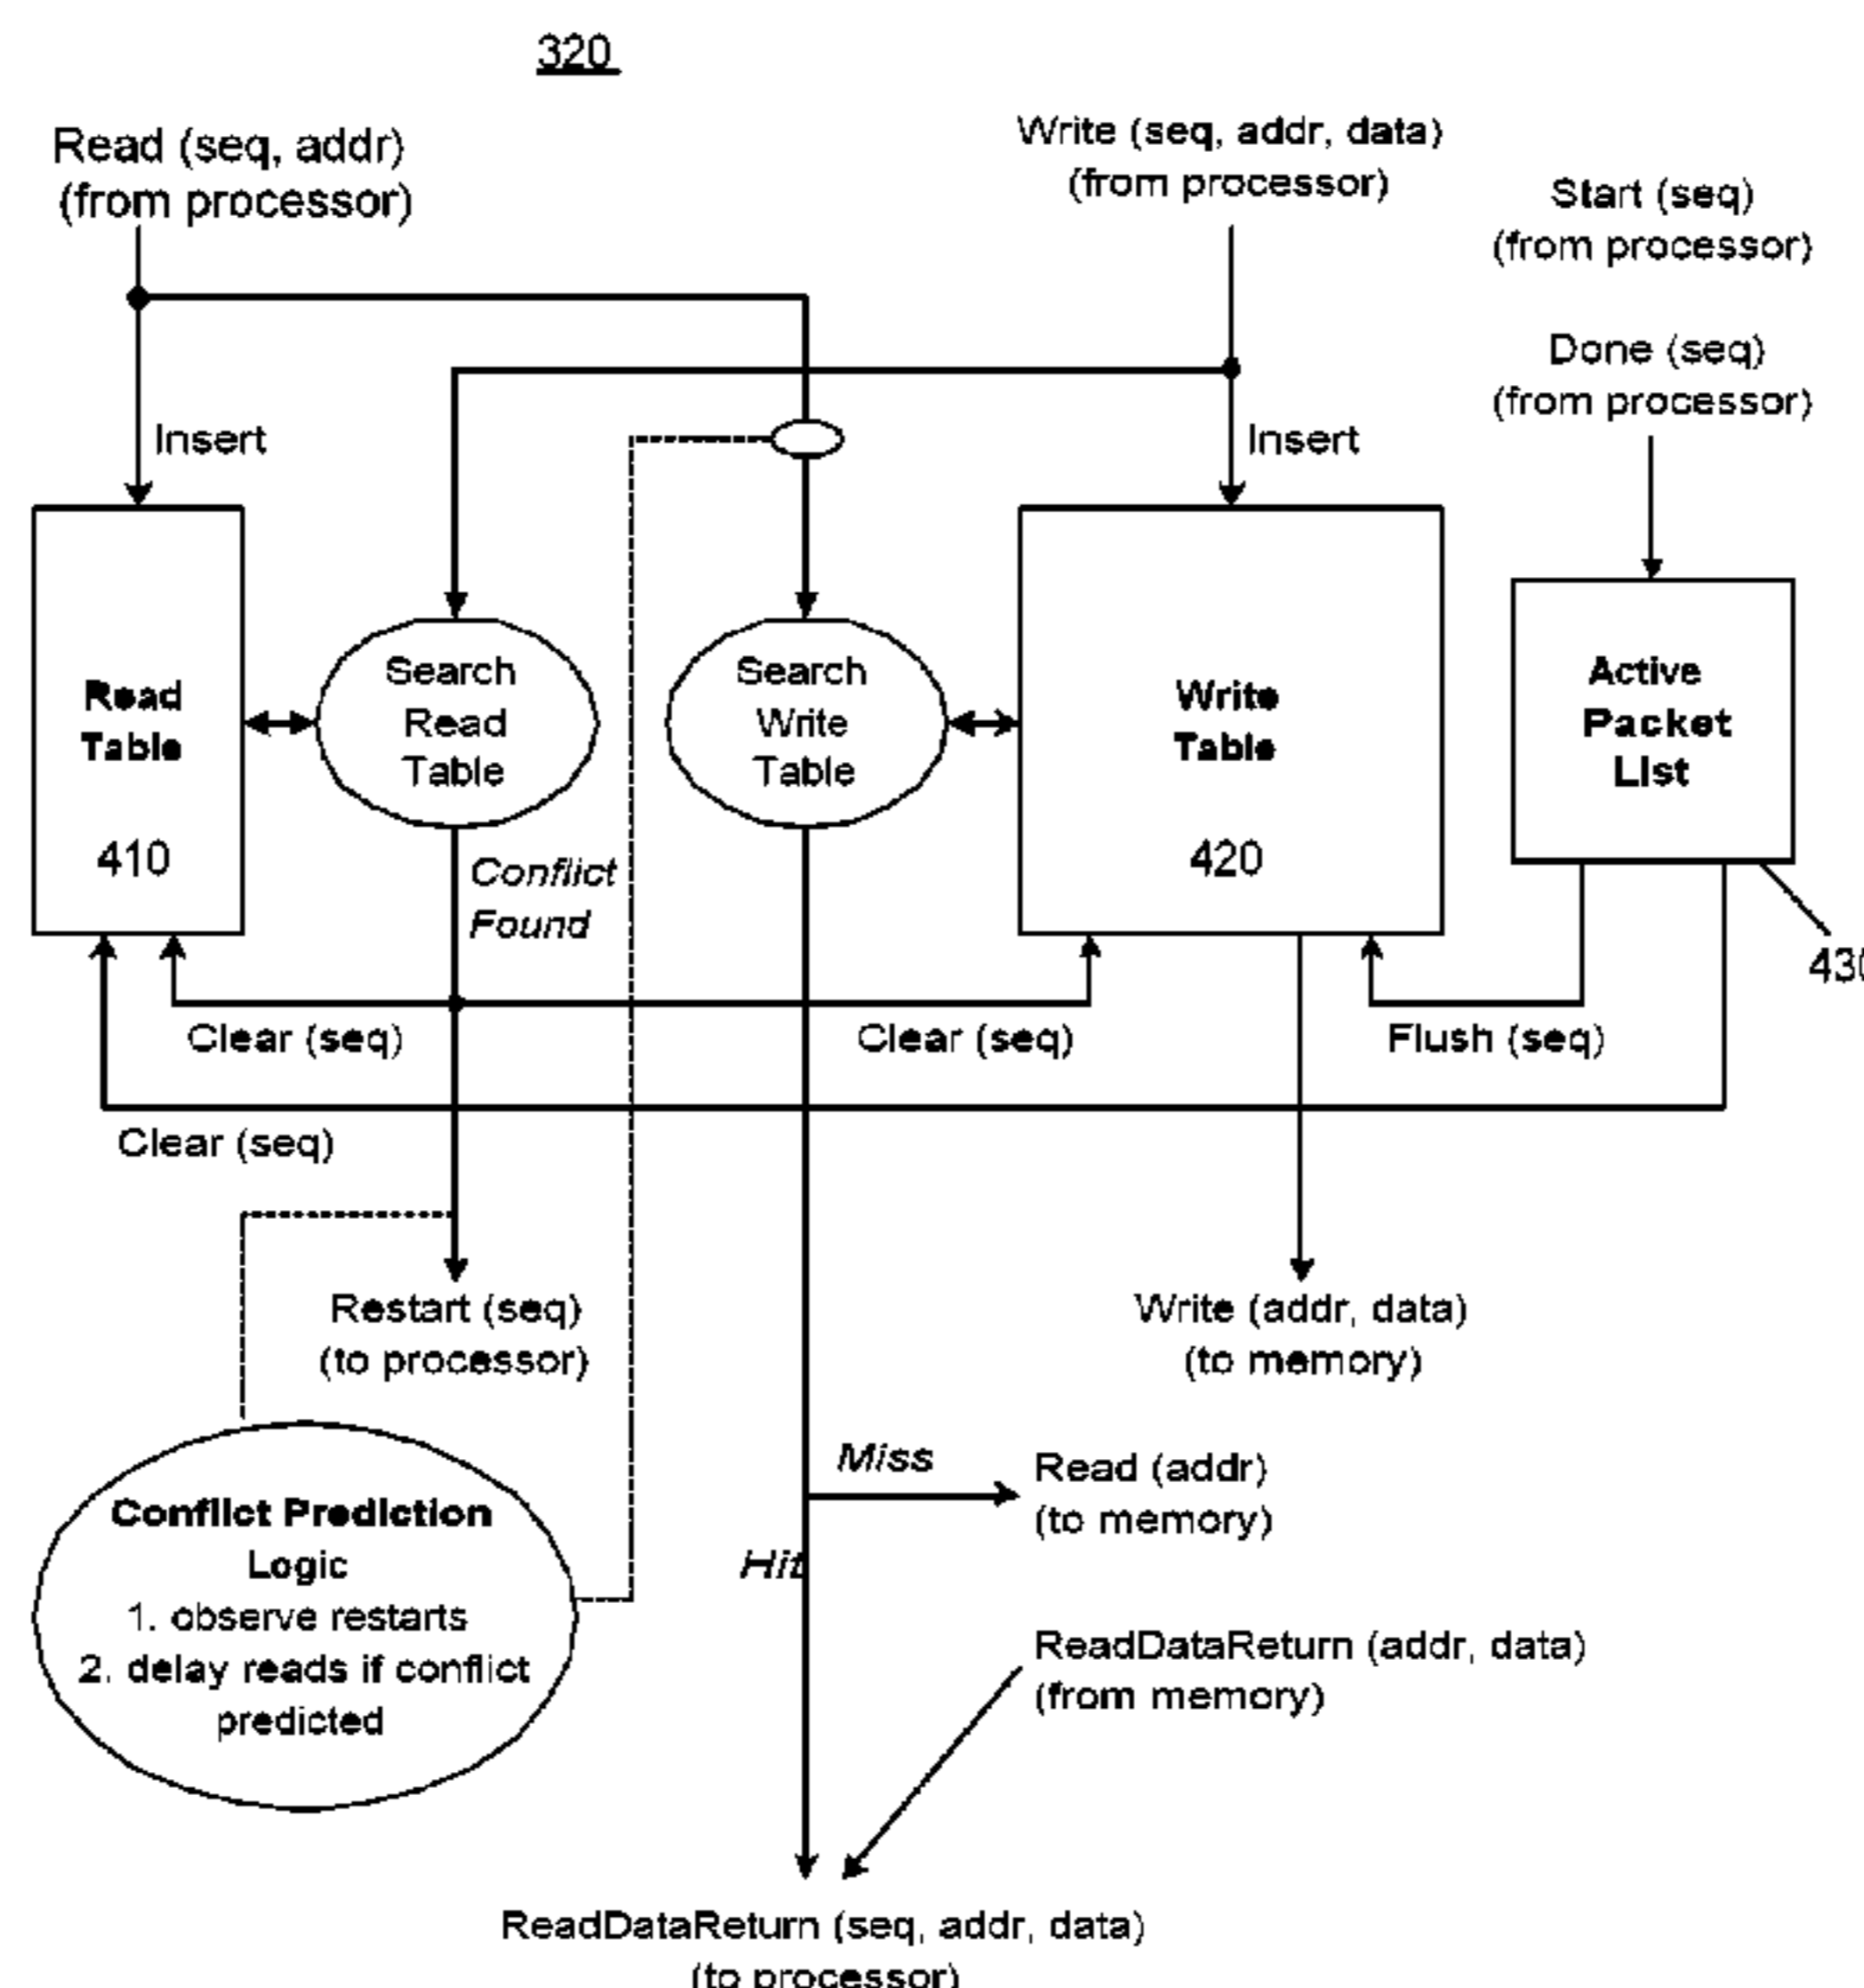 320
Read (seq, addr)
(from processor)
Write (seq, addr, data)
(from processor)
Start (seq)
(from processor)
Done (seq)
(from processor)
Insert
Insert
Read
Table
410
Search
Read
Table
Search
Write
Table
Write
Table
420
Active
Packet
List
430
Conflict
Found
Clear (seq)
Clear (seq)
Flush (seq)
Clear (seq)
Restart (seq)
(to processor)
Write (addr, data)
(to memory)
Miss
Read (addr)
(to memory)
Hit
Conflict Prediction
Logic
1. observe restarts
2. delay reads if conflict
predicted
ReadDataReturn (addr, data)
(from memory)
ReadDataReturn (seq, addr, data)
(to processor)